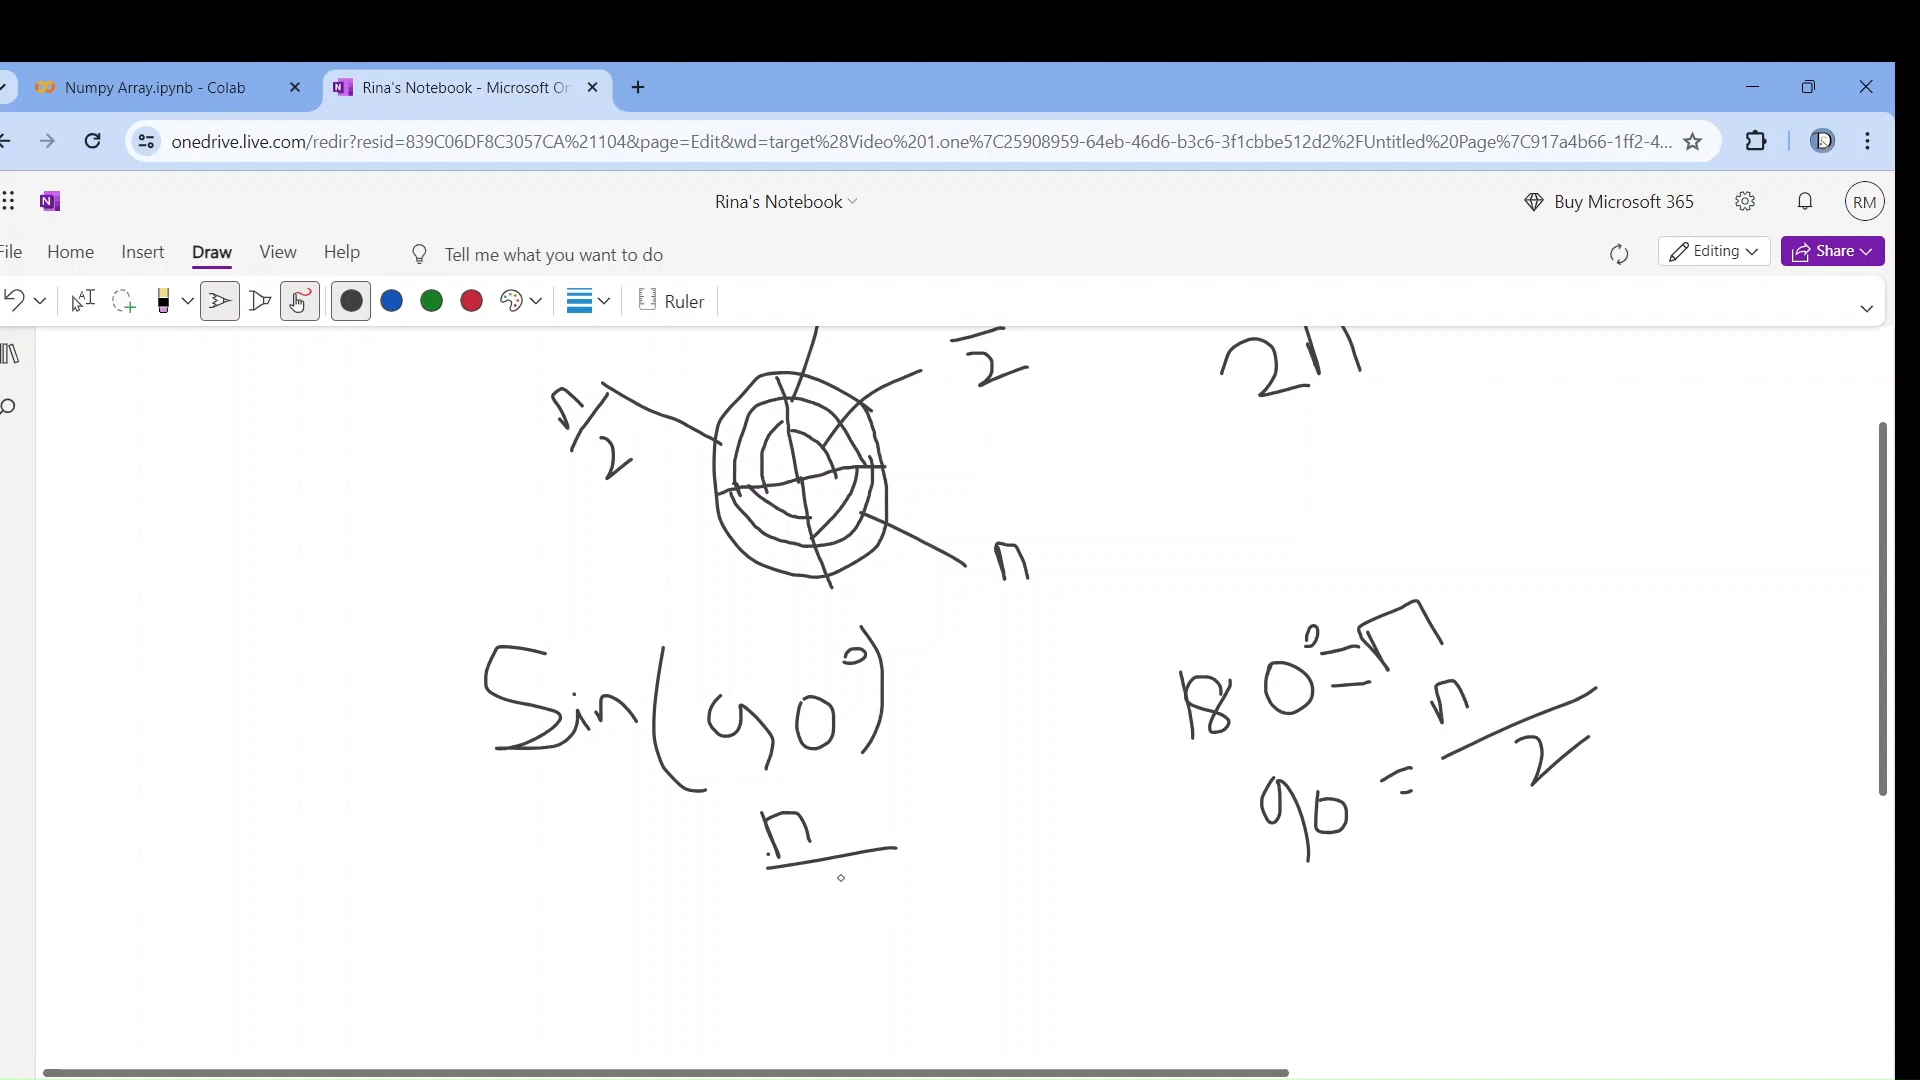 Numpy Array.ipynb - Colab
Rina's Notebook - Microsoft On
onedrive.live.com/redir?resid=839C06DF8C3057CA%21104&page=Edit&wd=target%28Video%201.one%7C25908959-64eb-46d6-b3c6-3f1cbbe512d2%2FUntitled%20Page%7C917a4b66-1ff2-4...
Rina's Notebook
Buy Microsoft 365
RM
File Home Insert Draw View Help Tell me what you want to do
Editing Share
Ruler
2
2π
π/2
π
Sin(90°)
180°=π
90 = π/2
π